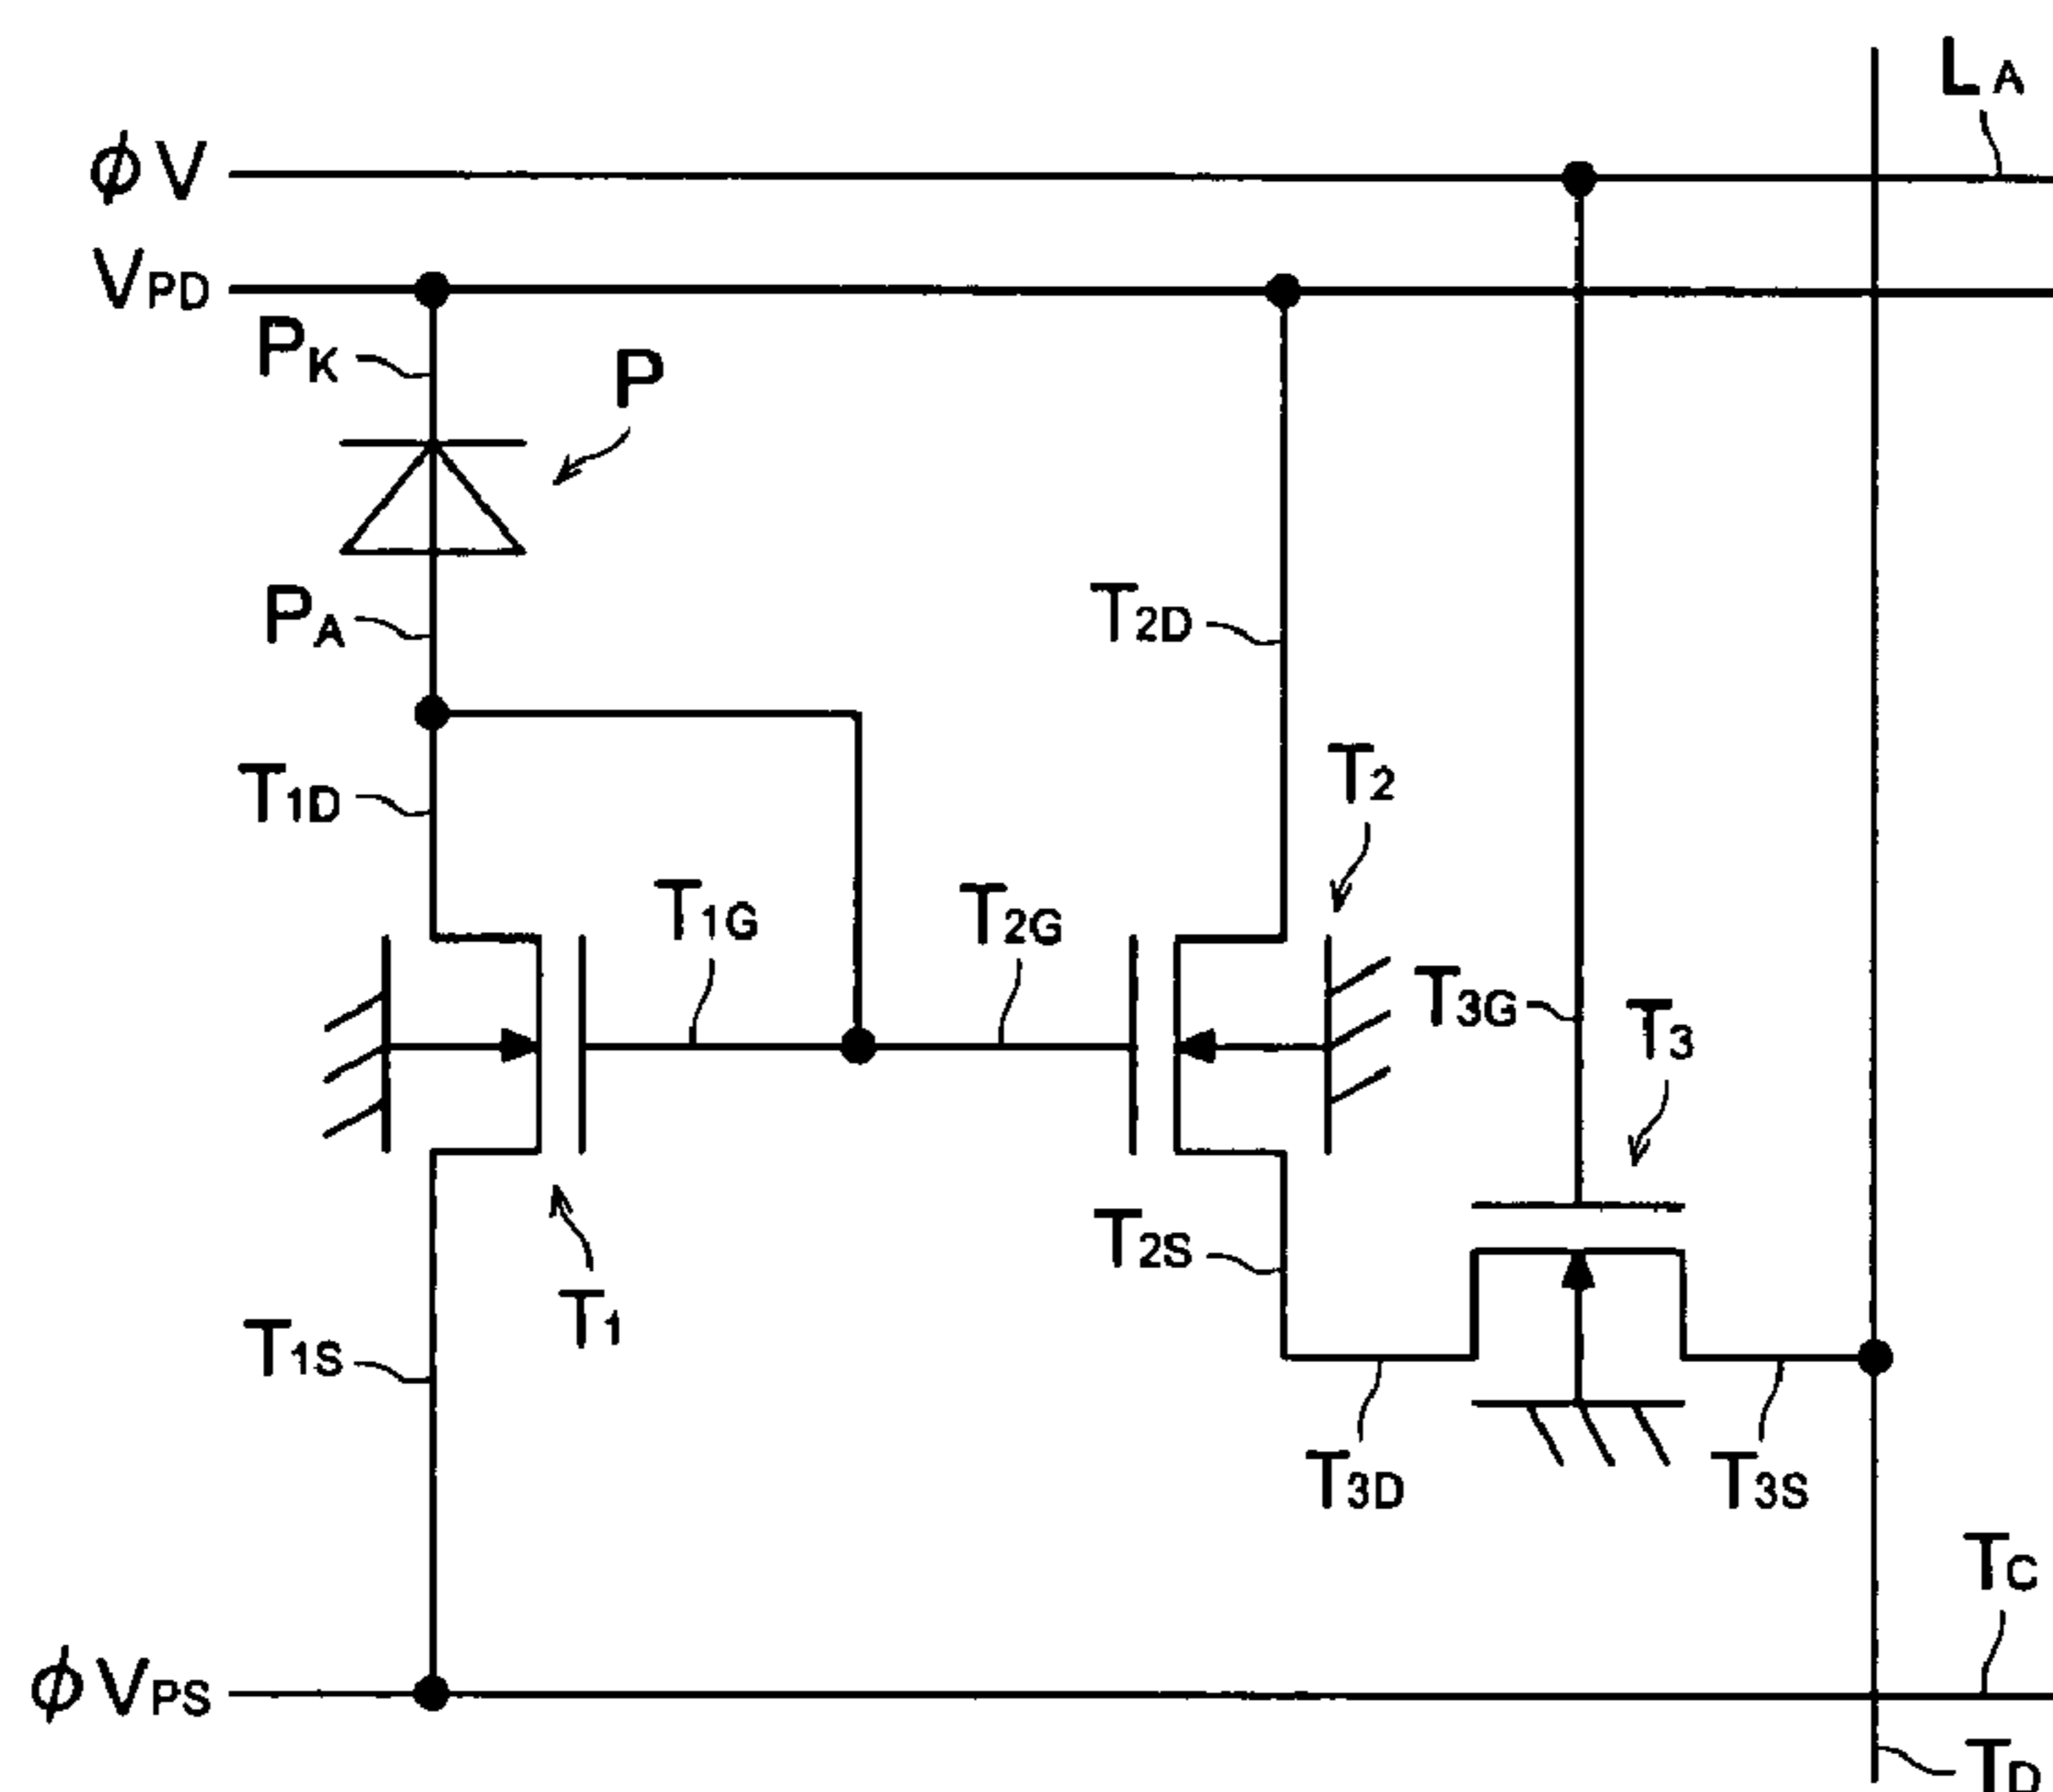 LA
ϕV
VPD
PK
P
PA
T2D
T1D
T2
T1G
T2G
T3G
T3
T2S
T1
T1S
T3D
T3S
TC
ϕVPS
TD